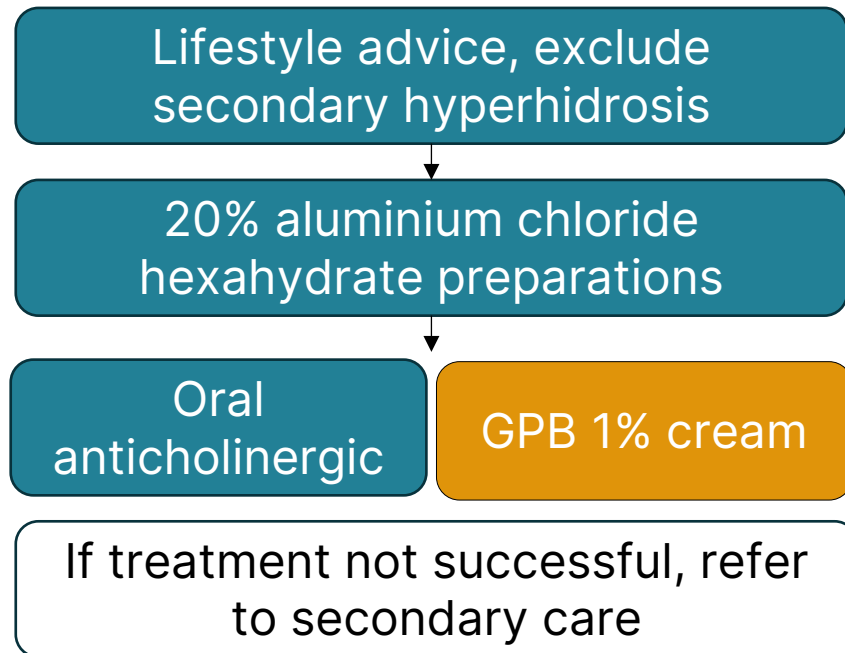 Lifestyle advice, exclude
secondary hyperhidrosis
20% aluminium chloride
hexahydrate preparations
Oral
anticholinergic
GPB 1% cream
If treatment not successful, refer
to secondary care